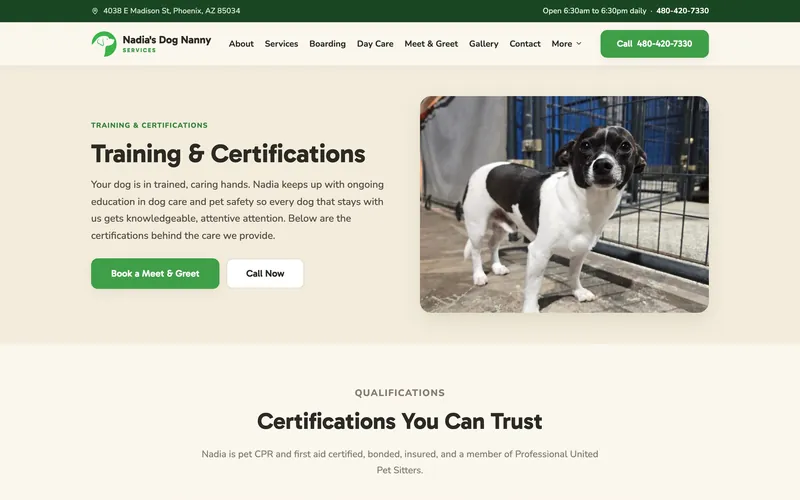 4038 E Madison St, Phoenix, AZ 85034
Open 6:30am to 6:30pm daily · 480-420-7330
Nadia's Dog Nanny
SERVICES
About Services Boarding Day Care Meet & Greet Gallery Contact More
Call 480-420-7330
TRAINING & CERTIFICATIONS
Training & Certifications
Your dog is in trained, caring hands. Nadia keeps up with ongoing
education in dog care and pet safety so every dog that stays with
us gets knowledgeable, attentive attention. Below are the
certifications behind the care we provide.
Book a Meet & Greet
Call Now
QUALIFICATIONS
Certifications You Can Trust
Nadia is pet CPR and first aid certified, bonded, insured, and a member of Professional United
Pet Sitters.